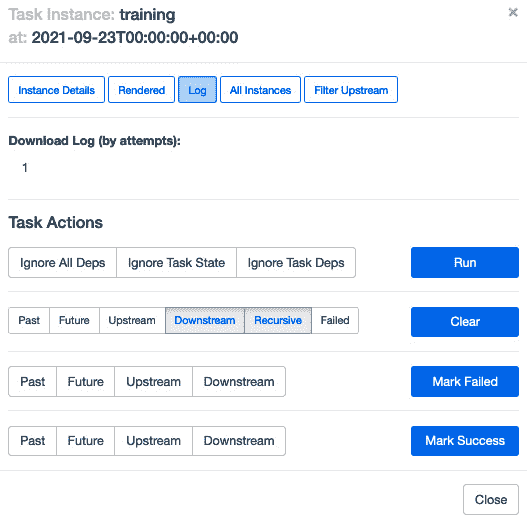 Task Instance: training ×
at: 2021-09-23T00:00:00+00:00
Instance Details Rendered Log All Instances Filter Upstream
Download Log (by attempts):
1
Task Actions
Ignore All Deps Ignore Task State Ignore Task Deps Run
Past Future Upstream Downstream Recursive Failed Clear
Past Future Upstream Downstream Mark Failed
Past Future Upstream Downstream Mark Success
Close